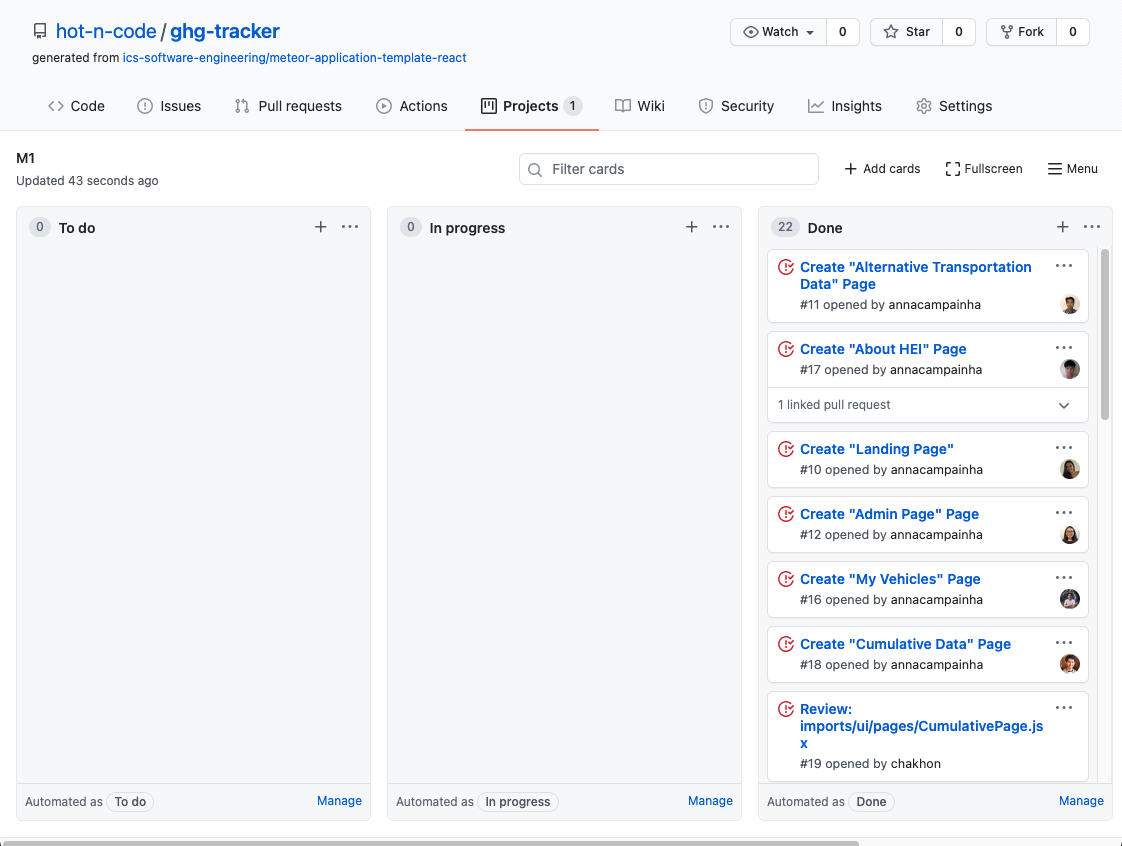 hot-n-code / ghg-tracker
Watch 0
Star 0
Fork 0
generated from ics-software-engineering/meteor-application-template-react
Code
Issues
Pull requests
Actions
Projects 1
Wiki
Security
Insights
Settings
M1
Updated 43 seconds ago
Filter cards
Add cards
Fullscreen
Menu
0 To do
0 In progress
22 Done
Create "Alternative Transportation
Data" Page
#11 opened by annacampainha
Create "About HEI" Page
#17 opened by annacampainha
1 linked pull request
Create "Landing Page"
#10 opened by annacampainha
Create "Admin Page" Page
#12 opened by annacampainha
Create "My Vehicles" Page
#16 opened by annacampainha
Create "Cumulative Data" Page
#18 opened by annacampainha
Review:
imports/ui/pages/CumulativePage.js
x
#19 opened by chakhon
Automated as To do Manage
Automated as In progress Manage
Automated as Done Manage